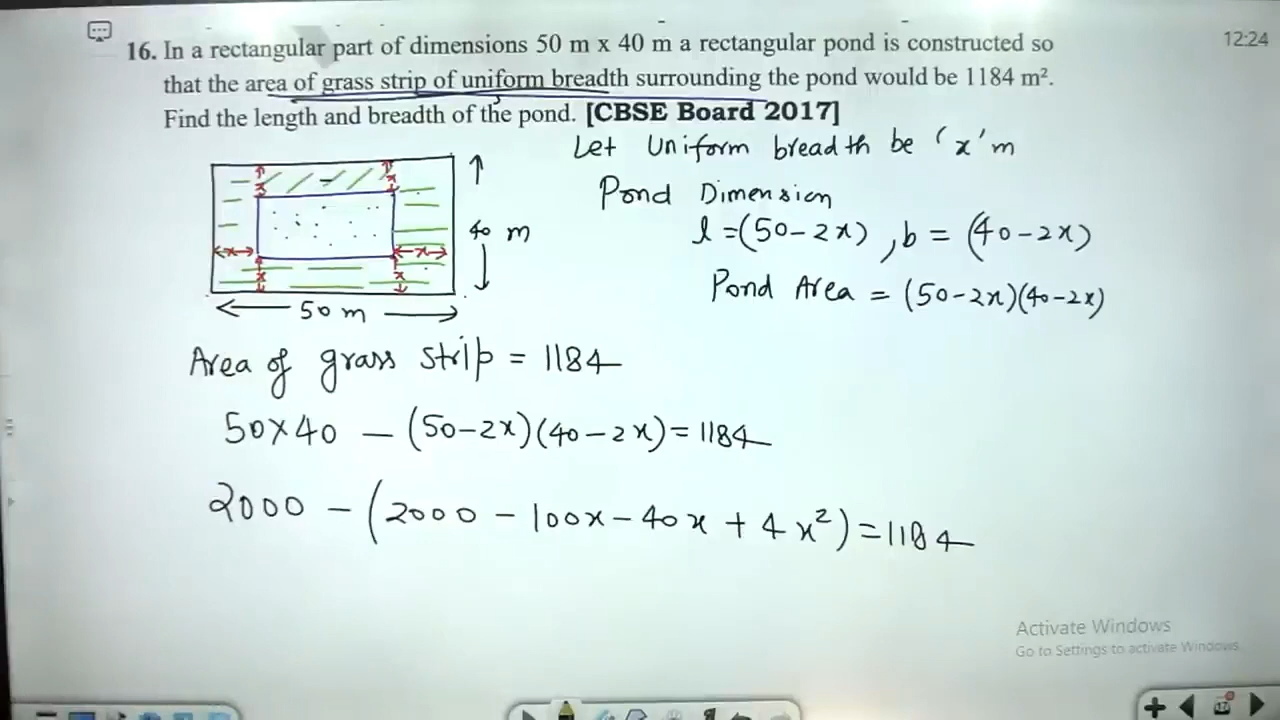 16. In a rectangular part of dimensions 50 m x 40 m a rectangular pond is constructed so
12:24
that the area of grass strip of uniform breadth surrounding the pond would be 1184 m².
Find the length and breadth of the pond. [CBSE Board 2017]
Let Uniform breadth be 'x' m
Pond Dimension
l = (50-2x), b = (40-2x)
Pond Area = (50-2x)(40-2x)
x x
x x
x x
40 m
50 m
Area of grass strip = 1184
50×40 - (50-2x)(40-2x) = 1184
2000 - (2000 - 100x - 40x + 4x²) = 1184
Activate Windows
Go to Settings to activate Windows.